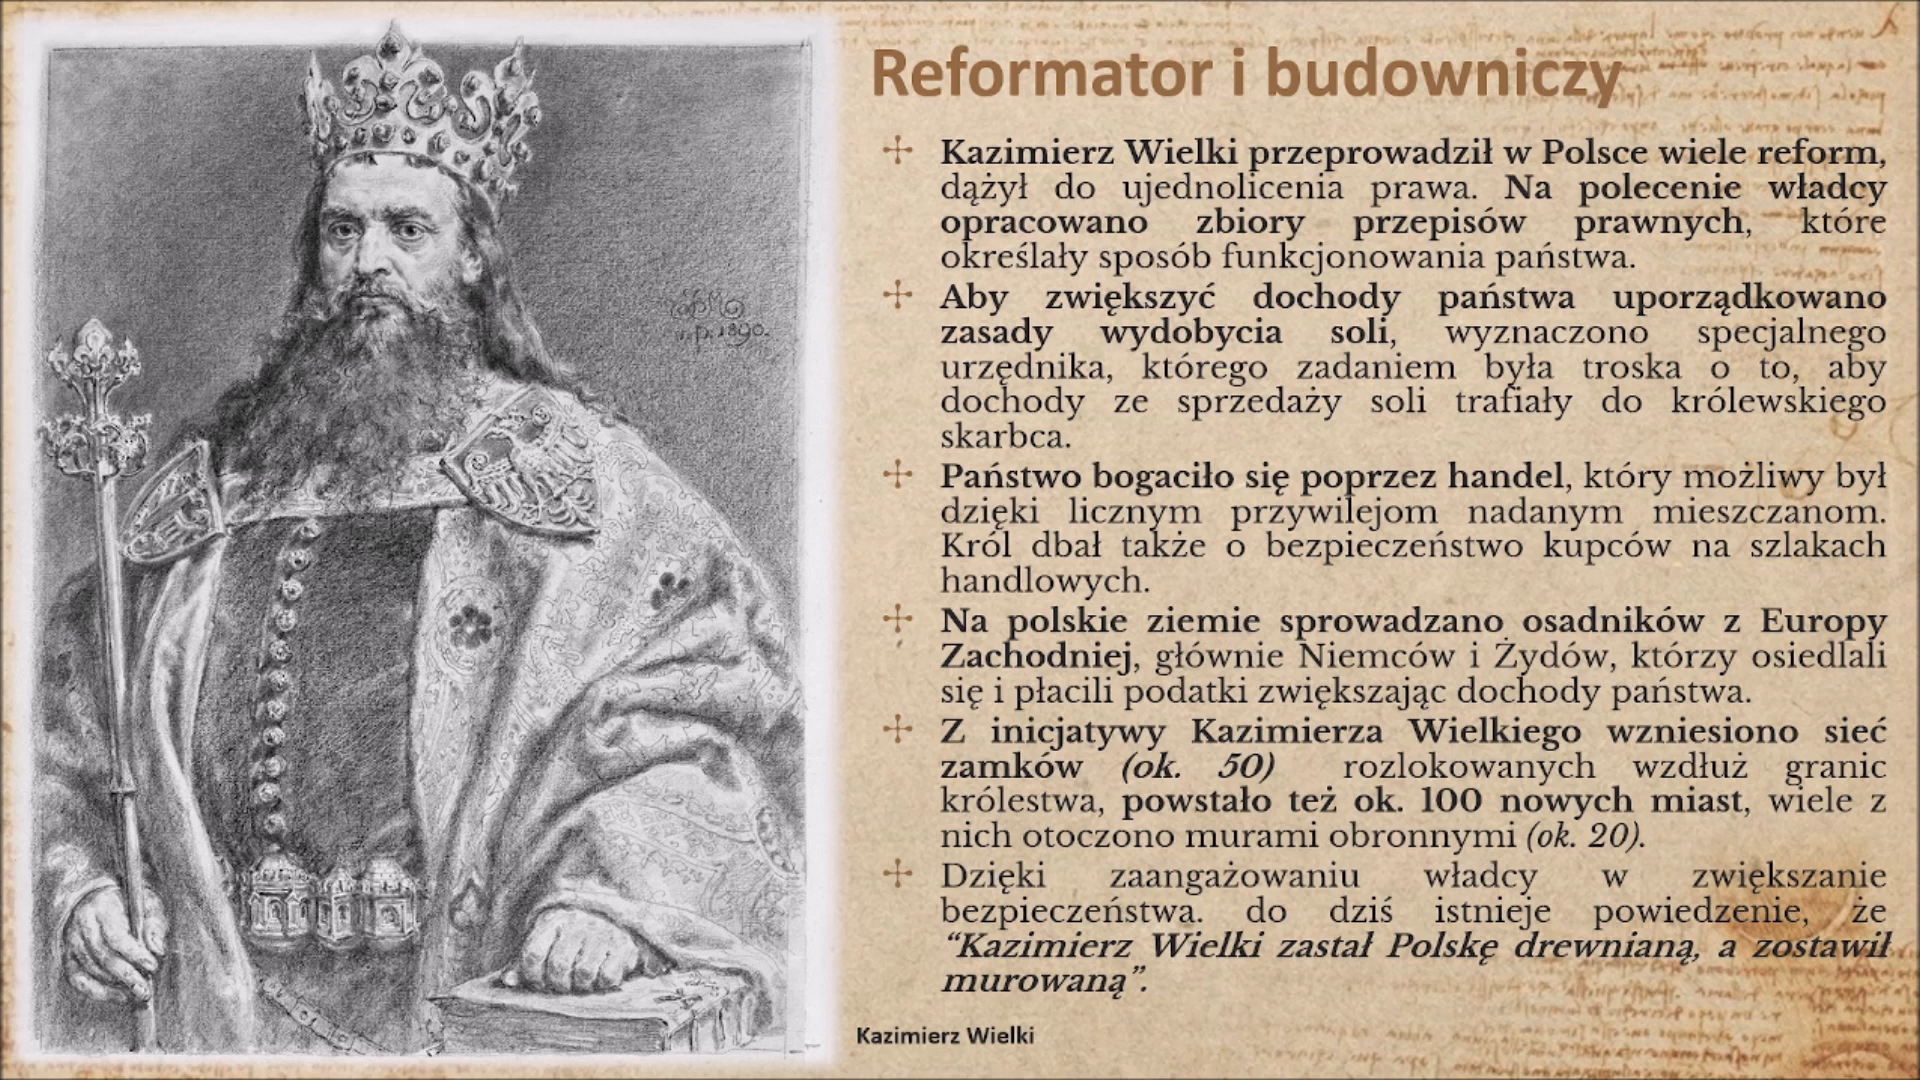 Reformator i budowniczy
Kazimierz Wielki przeprowadził w Polsce wiele reform,
dążył do ujednolicenia prawa. Na polecenie władcy
opracowano zbiory przepisów prawnych, które
określały sposób funkcjonowania państwa.
Aby zwiększyć dochody państwa uporządkowano
zasady wydobycia soli, wyznaczono specjalnego
urzędnika, którego zadaniem była troska o to, aby
dochody ze sprzedaży soli trafiały do królewskiego
skarbca.
Państwo bogaciło się poprzez handel, który możliwy był
dzięki licznym przywilejom nadanym mieszczanom.
Król dbał także o bezpieczeństwo kupców na szlakach
handlowych.
Na polskie ziemie sprowadzano osadników z Europy
Zachodniej, głównie Niemców i Żydów, którzy osiedlali
się i płacili podatki zwiększając dochody państwa.
Z inicjatywy Kazimierza Wielkiego wzniesiono sieć
zamków (ok. 50) rozlokowanych wzdłuż granic
królestwa, powstało też ok. 100 nowych miast, wiele z
nich otoczono murami obronnymi (ok. 20).
Dzięki zaangażowaniu władcy w zwiększanie
bezpieczeństwa. do dziś istnieje powiedzenie, że
“Kazimierz Wielki zastał Polskę drewnianą, a zostawił
murowaną”.
Kazimierz Wielki